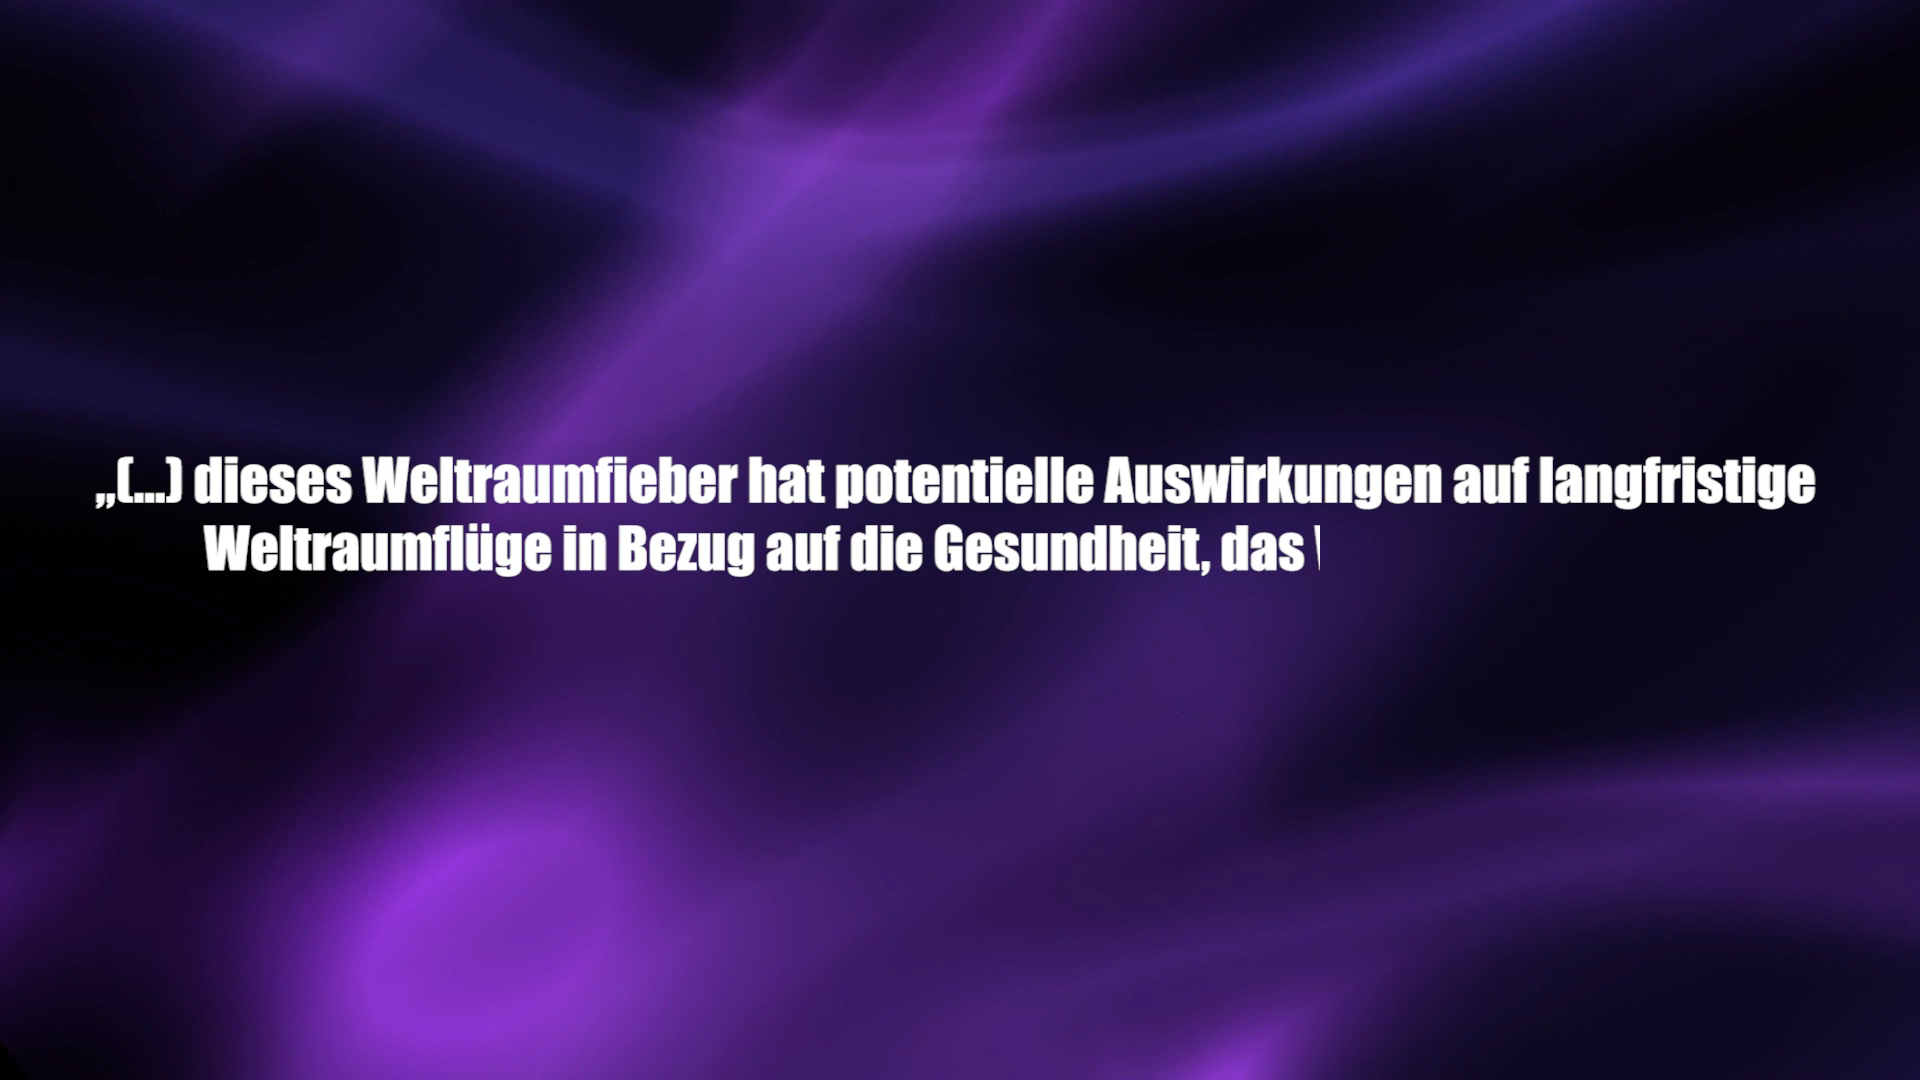 „(...) dieses Weltraumfieber hat potentielle Auswirkungen auf langfristige
Weltraumflüge in Bezug auf die Gesundheit, das